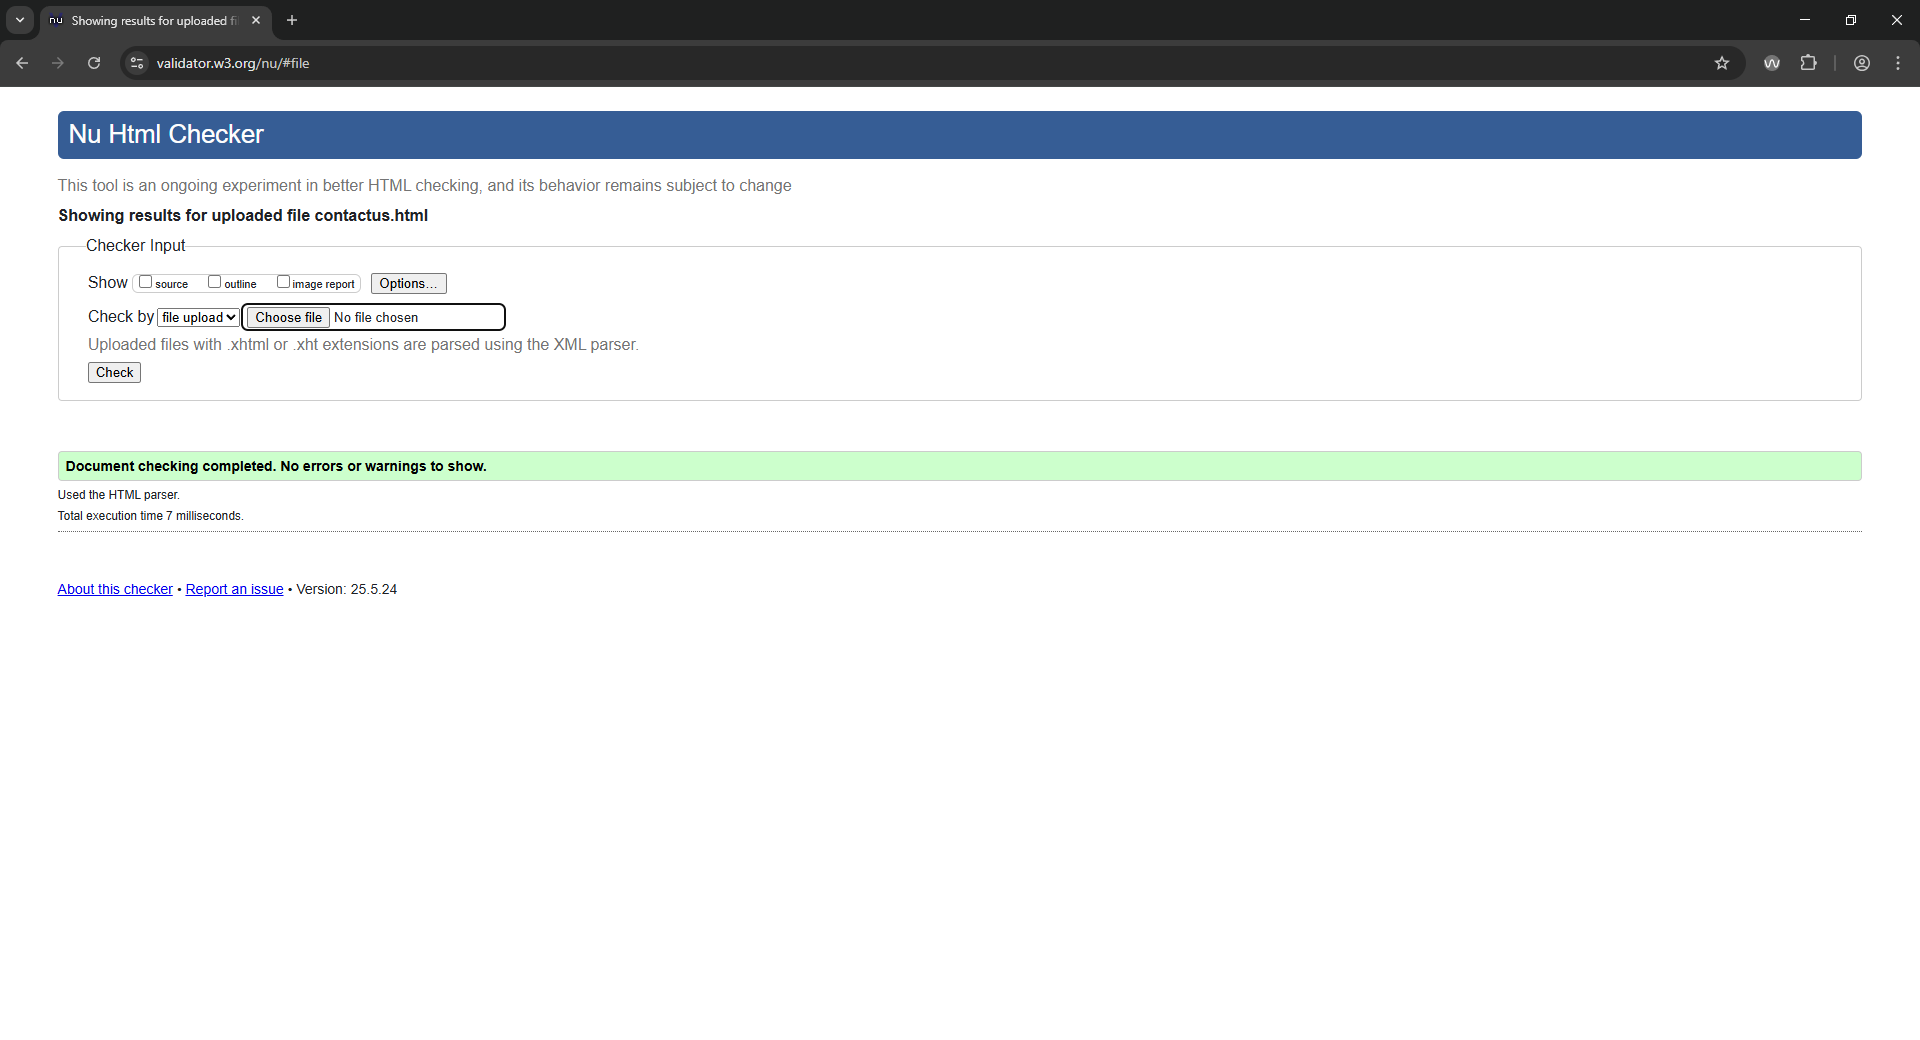 nu Showing results for uploaded fi
validator.w3.org/nu/#file
Nu Html Checker
This tool is an ongoing experiment in better HTML checking, and its behavior remains subject to change
Showing results for uploaded file contactus.html
Checker Input
Show source outline image report Options...
Check by file upload Choose file No file chosen
Uploaded files with .xhtml or .xht extensions are parsed using the XML parser.
Check
Document checking completed. No errors or warnings to show.
Used the HTML parser.
Total execution time 7 milliseconds.
About this checker • Report an issue • Version: 25.5.24